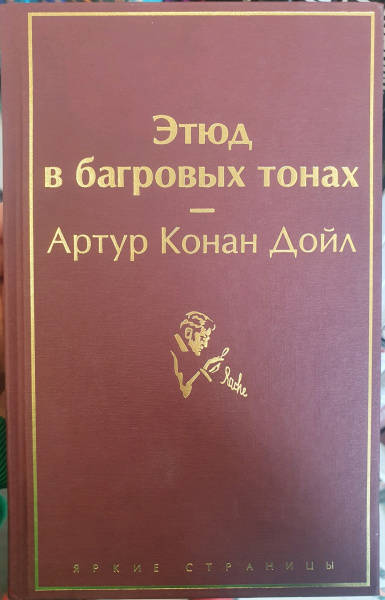 Этюд
в багровых тонах
Артур Конан Дойл
Rache
ЯРКИЕ СТРАНИЦЫ